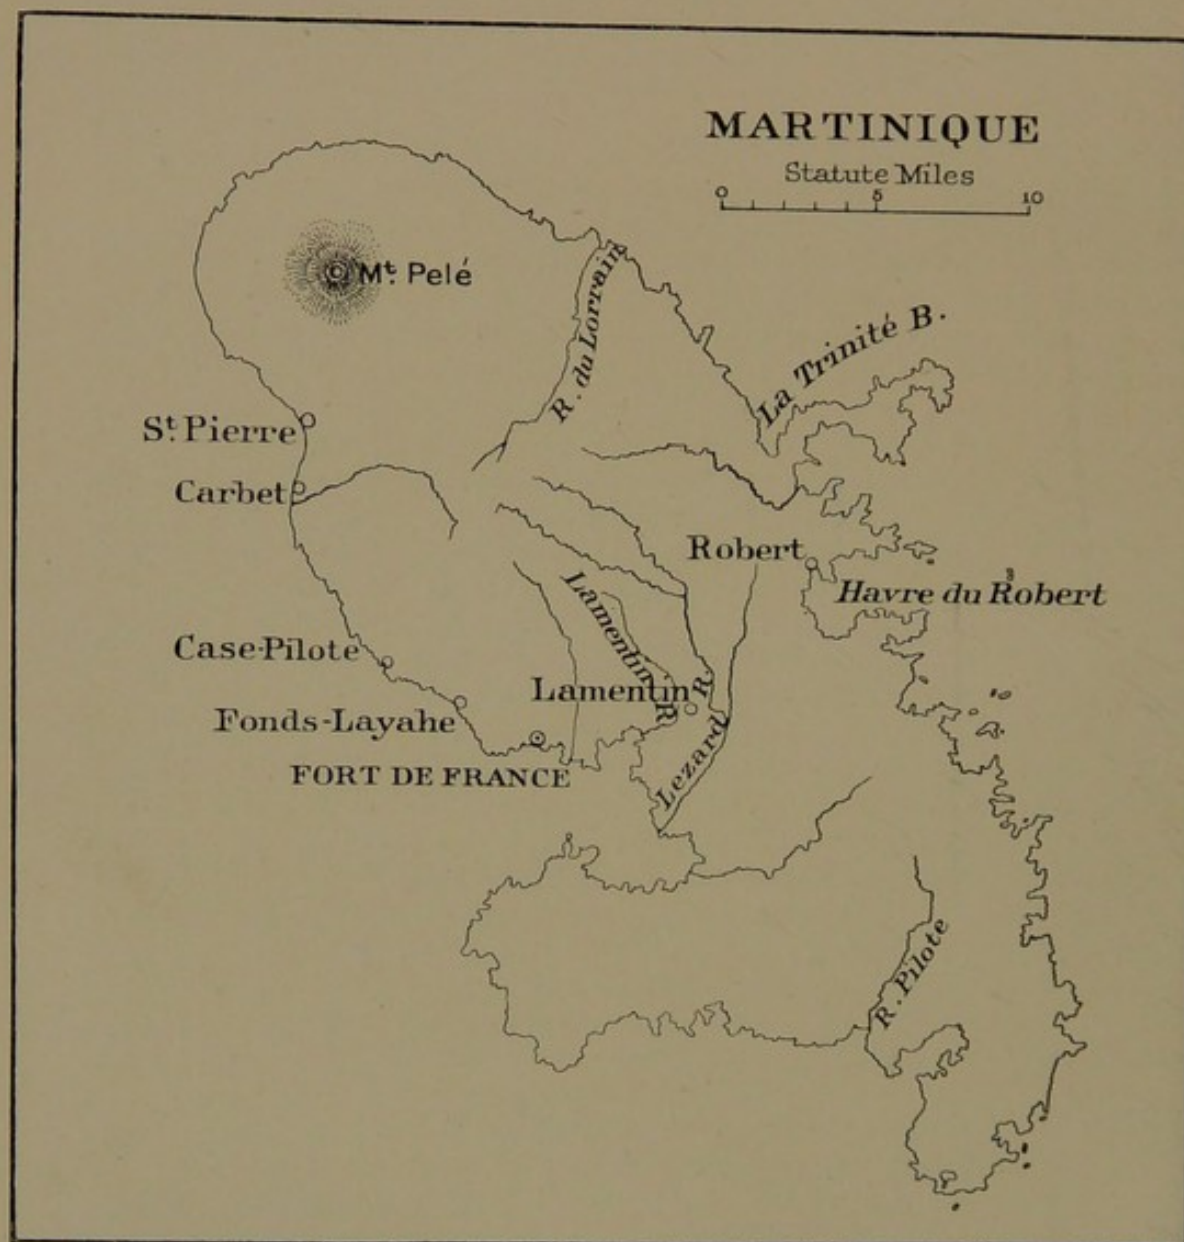 MARTINIQUE
Statute Miles
0 5 10
Mt. Pelé
R. du Lorrain
La Trinité B.
St. Pierre
Carbet
Robert
Havre du Robert
Lamentin R.
Case-Pilote
Lamentin
Fonds-Layahe
Lezard R.
FORT DE FRANCE
R. Pilote